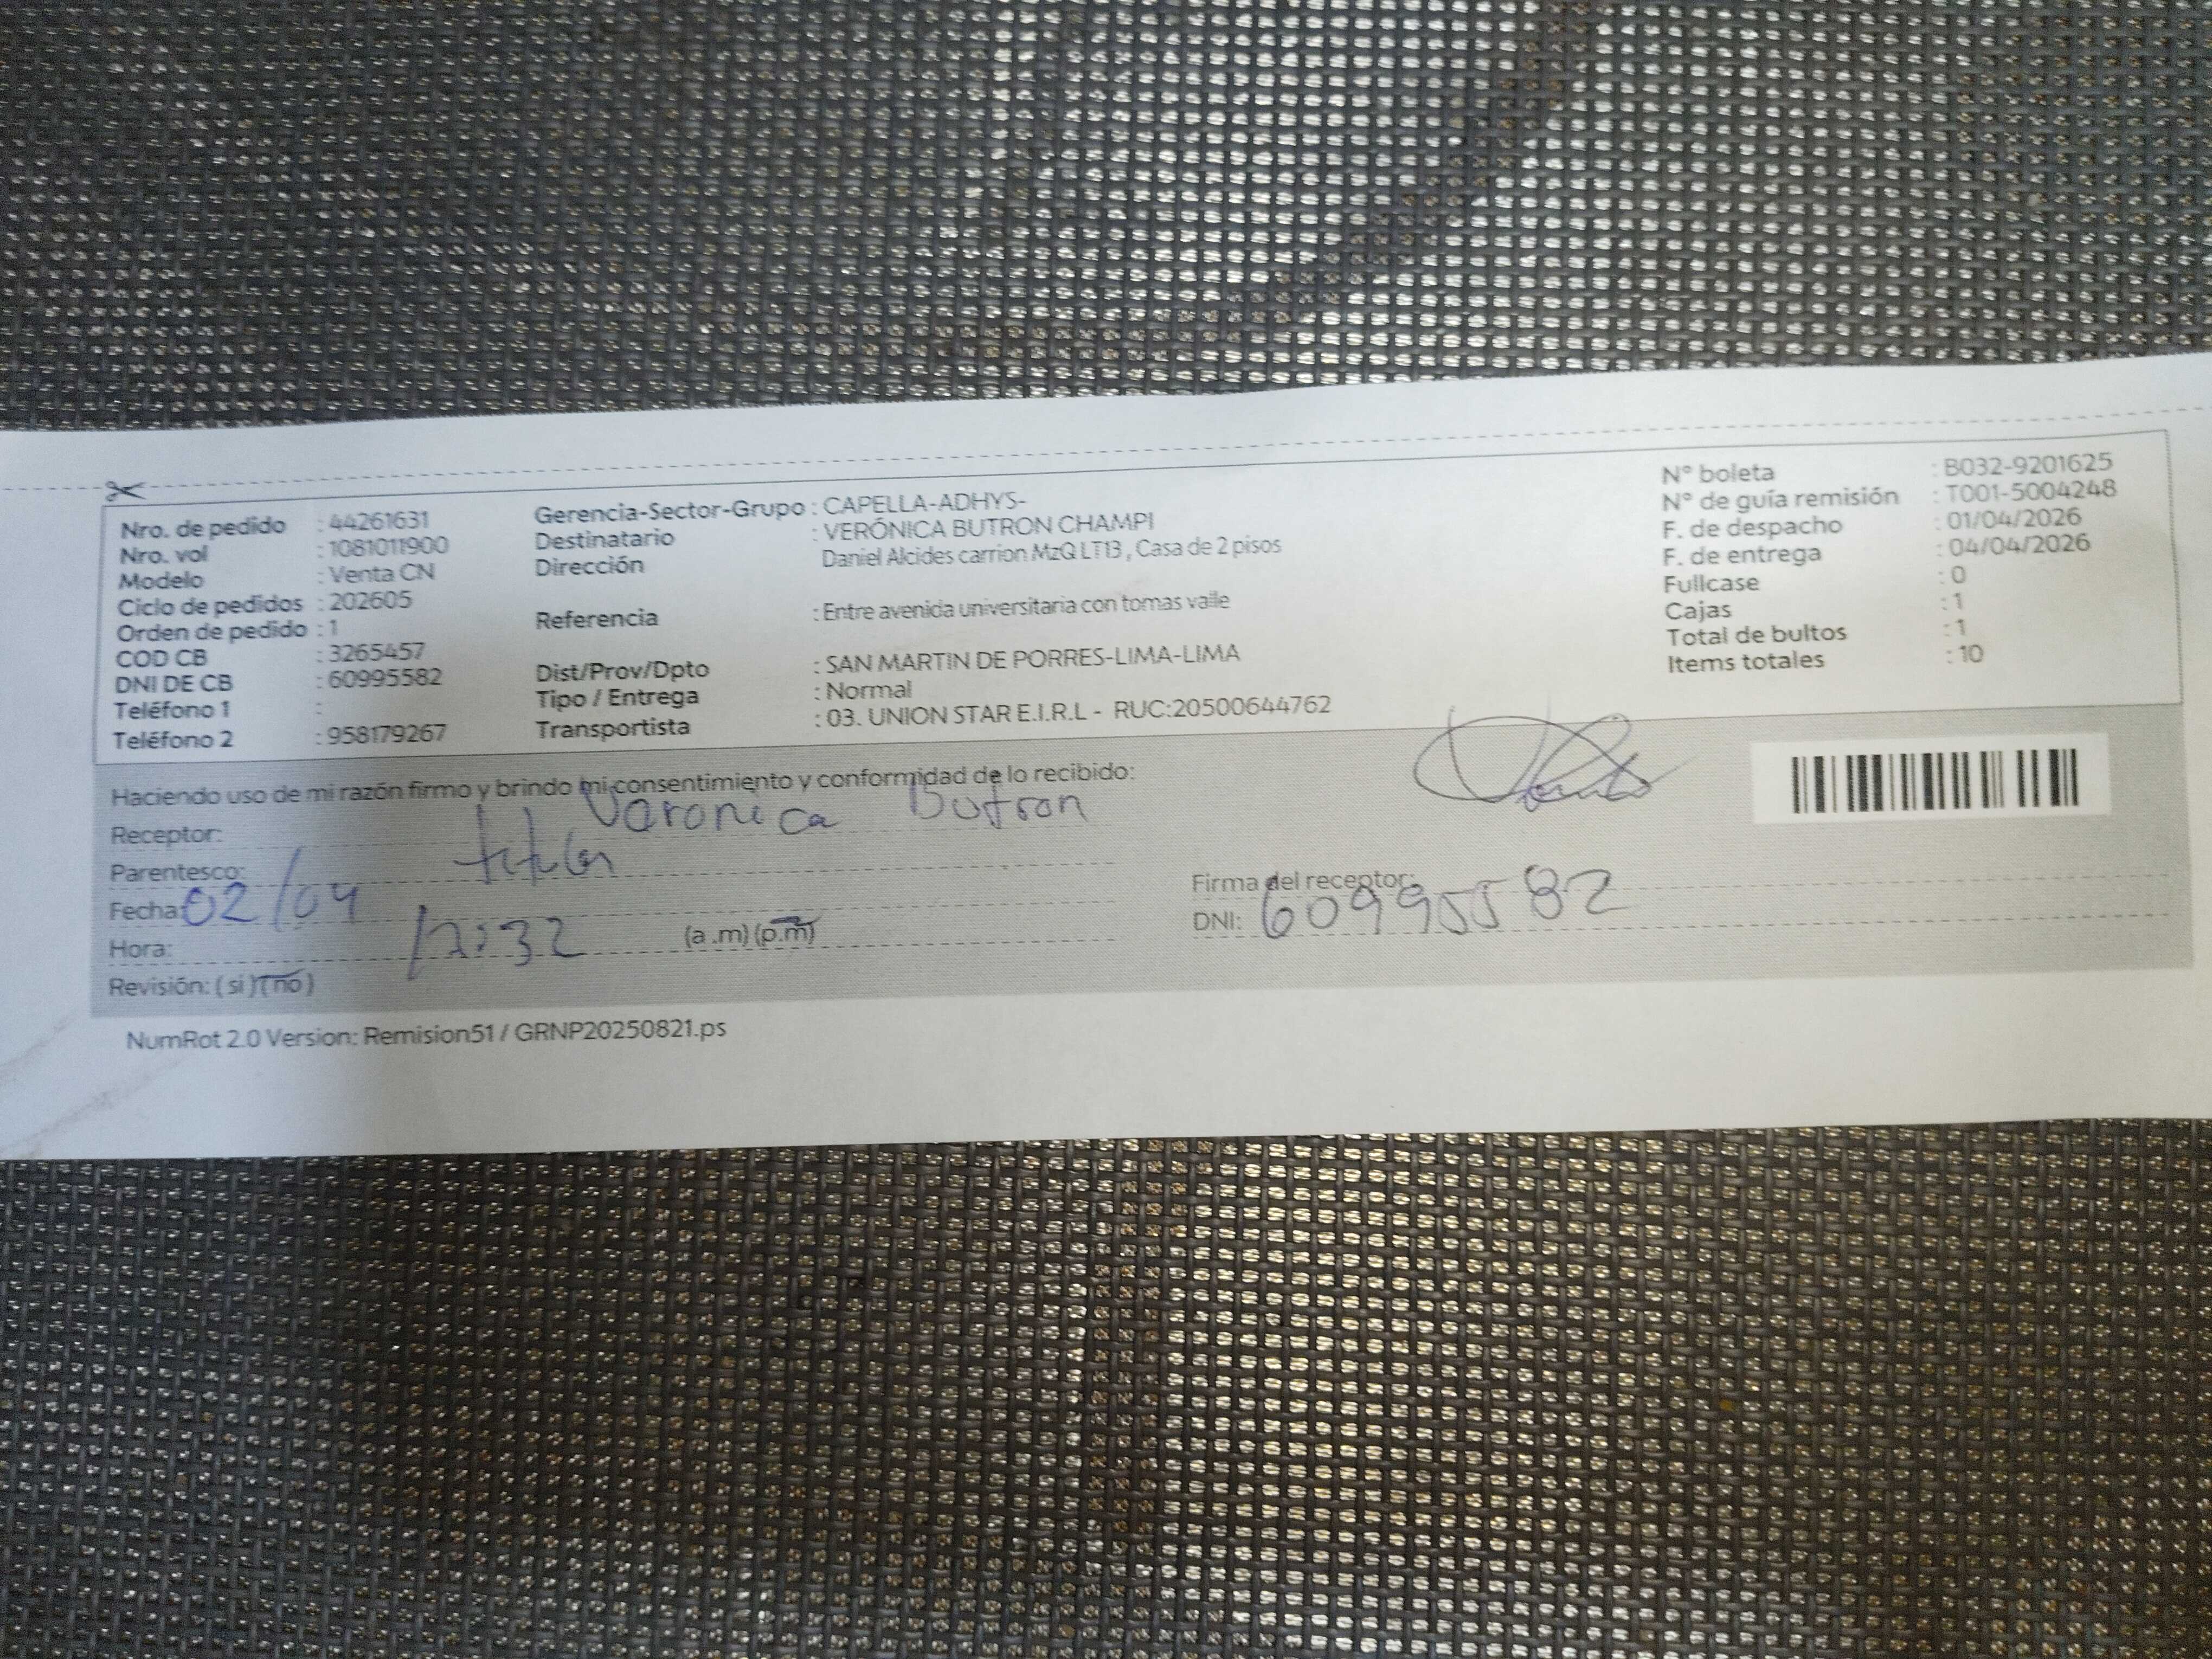 Nro. de pedido : 44261631
Nro. vol : 1081011900
Modelo : Venta CN
Ciclo de pedidos : 202605
Orden de pedido : 1
COD CB : 3265457
DNI DE CB : 60995582
Teléfono 1 :
Teléfono 2 : 958179267
Gerencia-Sector-Grupo : CAPELLA-ADHYS-
Destinatario : VERÓNICA BUTRON CHAMPI
Dirección Daniel Alcides carrion MzQ LT13 , Casa de 2 pisos
Referencia : Entre avenida universitaria con tomas valle
Dist/Prov/Dpto : SAN MARTIN DE PORRES-LIMA-LIMA
Tipo / Entrega : Normal
Transportista : 03. UNION STAR E.I.R.L - RUC:20500644762
N° boleta : B032-9201625
N° de guía remisión : T001-5004248
F. de despacho : 01/04/2026
F. de entrega : 04/04/2026
Fullcase : 0
Cajas : 1
Total de bultos : 1
Items totales : 10
Haciendo uso de mi razón firmo y brindo mi consentimiento y conformidad de lo recibido:
Receptor: Varonica Butron
Parentesco: titular
Fecha: 02/04
Hora: 12:32 (a .m) (p.m)
Revisión: ( si ) ( no )
Firma del receptor:
DNI: 60995582
NumRot 2.0 Version: Remision51 / GRNP20250821.ps